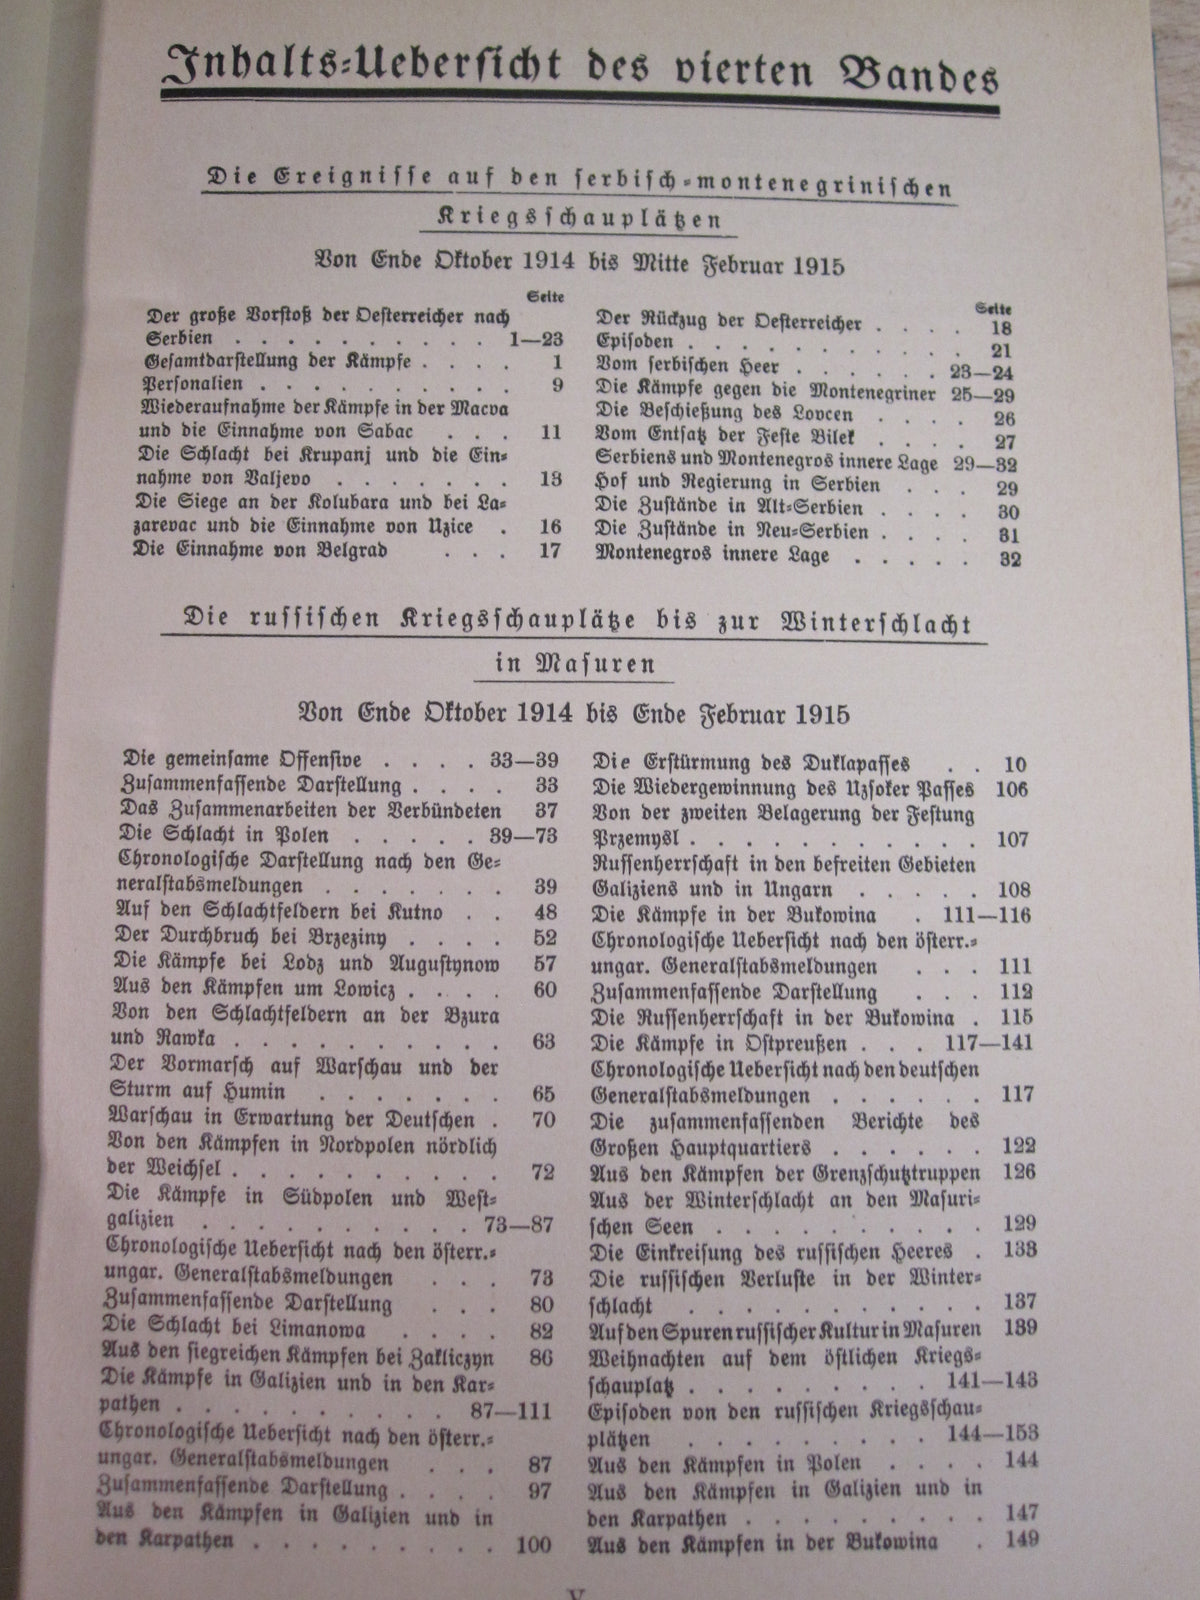 Inhalts-Uebersicht des vierten Bandes
Die Ereignisse auf den serbisch-montenegrinischen
Kriegsschauplätzen
Von Ende Oktober 1914 bis Mitte Februar 1915
Seite
Der große Vorstoß der Oesterreicher nach
Serbien . . . . . . . . . . 1—23
Gesamtdarstellung der Kämpfe . . . . 1
Personalien . . . . . . . . . . 9
Wiederaufnahme der Kämpfe in der Macva
und die Einnahme von Sabac . . . 11
Die Schlacht bei Krupanj und die Ein-
nahme von Valjevo . . . . . . . 13
Die Siege an der Kolubara und bei La-
zarevac und die Einnahme von Uzice . 16
Die Einnahme von Belgrad . . . 17
Seite
Der Rückzug der Oesterreicher . . . . 18
Episoden . . . . . . . . . . . 21
Vom serbischen Heer . . . . . . 23—24
Die Kämpfe gegen die Montenegriner 25—29
Die Beschießung des Lovcen . . . . 26
Vom Entsatz der Feste Bilek . . . . 27
Serbiens und Montenegros innere Lage 29—32
Hof und Regierung in Serbien . . . 29
Die Zustände in Alt-Serbien . . . . 30
Die Zustände in Neu-Serbien . . . . 31
Montenegros innere Lage . . . . . 32
Die russischen Kriegsschauplätze bis zur Winterschlacht
in Masuren
Von Ende Oktober 1914 bis Ende Februar 1915
Die gemeinsame Offensive . . . . 33—39
Zusammenfassende Darstellung . . . . 33
Das Zusammenarbeiten der Verbündeten 37
Die Schlacht in Polen . . . . . 39—73
Chronologische Darstellung nach den Ge-
neralstabsmeldungen . . . . . . . 39
Auf den Schlachtfeldern bei Kutno . . 48
Der Durchbruch bei Brzeziny . . . . 52
Die Kämpfe bei Lodz und Augustynow 57
Aus den Kämpfen um Lowicz . . . . 60
Von den Schlachtfeldern an der Bzura
und Rawka . . . . . . . . . . 63
Der Vormarsch auf Warschau und der
Sturm auf Humin . . . . . . . 65
Warschau in Erwartung der Deutschen . 70
Von den Kämpfen in Nordpolen nördlich
der Weichsel . . . . . . . . . . 72
Die Kämpfe in Südpolen und West-
galizien . . . . . . . . . . 73—87
Chronologische Uebersicht nach den österr.-
ungar. Generalstabsmeldungen . . . 73
Zusammenfassende Darstellung . . . 80
Die Schlacht bei Limanowa . . . . 82
Aus den siegreichen Kämpfen bei Zakliczyn 86
Die Kämpfe in Galizien und in den Kar-
pathen . . . . . . . . . . 87—111
Chronologische Uebersicht nach den österr.-
ungar. Generalstabsmeldungen . . . 87
Zusammenfassende Darstellung . . . . 97
Aus den Kämpfen in Galizien und in
den Karpathen . . . . . . . . . 100
Die Erstürmung des Duklapasses . . 10
Die Wiedergewinnung des Uzsoker Passes 106
Von der zweiten Belagerung der Festung
Przemysl . . . . . . . . . . . 107
Russenherrschaft in den befreiten Gebieten
Galiziens und in Ungarn . . . . . 108
Die Kämpfe in der Bukowina . 111—116
Chronologische Uebersicht nach den österr.-
ungar. Generalstabsmeldungen . . . 111
Zusammenfassende Darstellung . . . 112
Die Russenherrschaft in der Bukowina . 115
Die Kämpfe in Ostpreußen . . . 117—141
Chronologische Uebersicht nach den deutschen
Generalstabsmeldungen . . . . . . 117
Die zusammenfassenden Berichte des
Großen Hauptquartiers . . . . . . 122
Aus den Kämpfen der Grenzschutztruppen 126
Aus der Winterschlacht an den Masuri-
schen Seen . . . . . . . . . . 129
Die Einkreisung des russischen Heeres . 133
Die russischen Verluste in der Winter-
schlacht . . . . . . . . . . . 137
Auf den Spuren russischer Kultur in Masuren 139
Weihnachten auf dem östlichen Kriegs-
schauplatz . . . . . . . . . 141—143
Episoden von den russischen Kriegsschau-
plätzen . . . . . . . . . 144—153
Aus den Kämpfen in Polen . . . . 144
Aus den Kämpfen in Galizien und in
den Karpathen . . . . . . . . . 147
Aus den Kämpfen in der Bukowina . 149
V